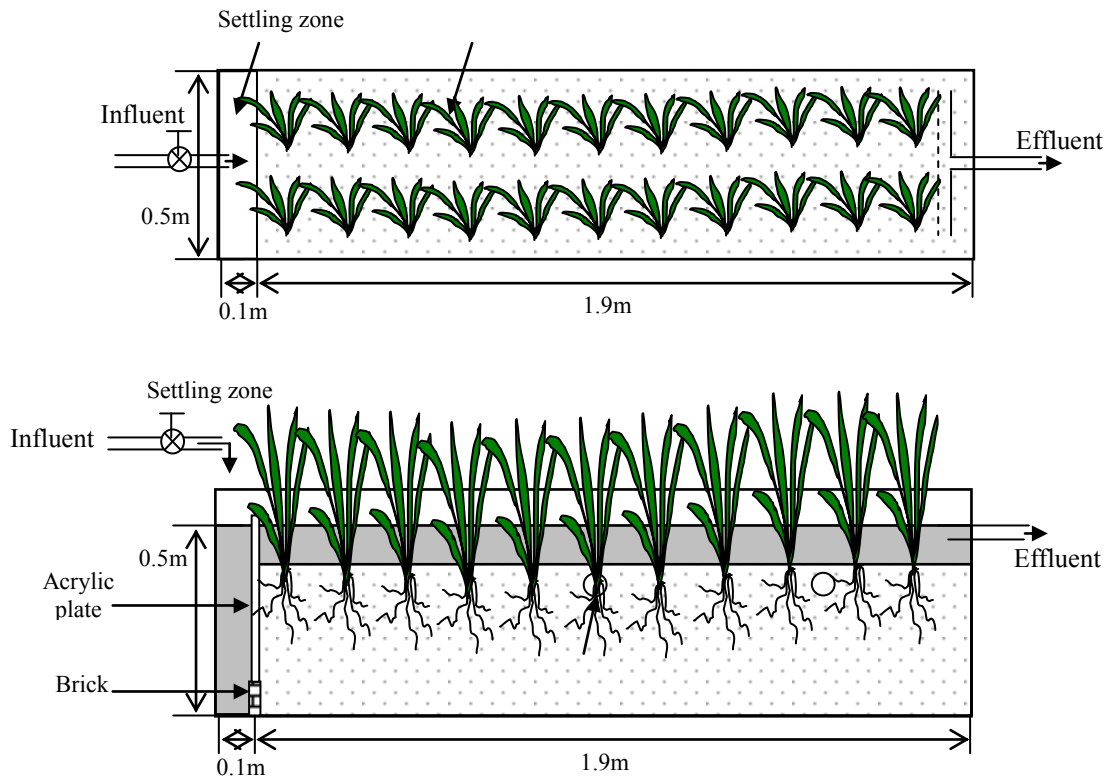 Settling zone
Influent
Effluent
0.5m
0.1m
1.9m
Settling zone
Influent
0.5m
Effluent
Acrylic
plate
Brick
0.1m
1.9m